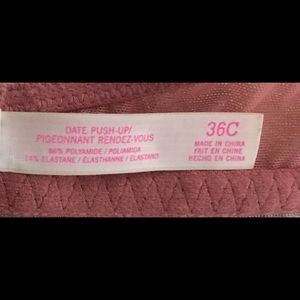 DATE PUSH-UP/
PIGEONNANT RENDEZ-VOUS
86% POLYAMIDE / POLIAMIDA
14% ELASTANE / ÉLASTHANNE / ELASTANO
36C
MADE IN CHINA
FAIT EN CHINE
HECHO EN CHINA